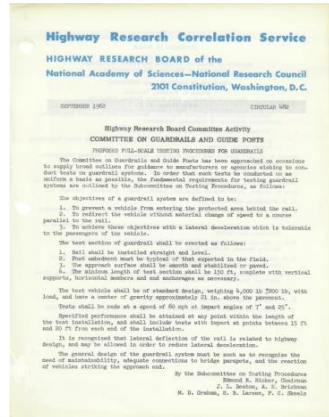 Highway Research Correlation Service
HIGHWAY RESEARCH BOARD of the
National Academy of Sciences—National Research Council
2101 Constitution, Washington, D.C.
SEPTEMBER 1962
CIRCULAR 482
Highway Research Board Committee Activity
COMMITTEE ON GUARDRAILS AND GUIDE POSTS
PROPOSED FULL-SCALE TESTING PROCEDURES FOR GUARDRAILS
The Committee on Guardrails and Guide Posts has been approached on occasions
to supply broad outlines for guidance to manufacturers or agencies wishing to con-
duct tests on guardrail systems. In order that such tests be conducted on as
uniform a basis as possible, the fundamental requirements for testing guardrail
systems are outlined by the Subcommittee on Testing Procedures, as follows:
The objectives of a guardrail system are defined to be:
1. To prevent a vehicle from entering the protected area behind the rail.
2. To redirect the vehicle without material change of speed to a course
parallel to the rail.
3. To achieve these objectives with a lateral deceleration which is tolerable
to the passengers of the vehicle.
The test section of guardrail shall be erected as follows:
1. Rail shall be installed straight and level.
2. Post embedment must be typical of that expected in the field.
3. The approach surface shall be smooth and stabilized or paved.
4. The minimum length of test section shall be 150 ft, complete with vertical
supports, horizontal members and end anchorages as necessary.
The test vehicle shall be of standard design, weighing 4,000 lb ±200 lb, with
load, and have a center of gravity approximately 21 in. above the pavement.
Tests shall be made at a speed of 60 mph at impact angles of 7° and 25°.
Specified performance shall be attained at any point within the length of
the test installation, and shall include tests with impact at points between 15 ft
and 20 ft from each end of the installation.
It is recognized that lateral deflection of the rail is related to highway
design, and may be allowed in order to reduce lateral deceleration.
The general design of the guardrail system must be such as to recognize the
need of maintainability, adequate connections to bridge parapets, and the reaction
of vehicles striking the approach end.
By the Subcommittee on Testing Procedures
Edmund R. Ricker, Chairman
J. L. Beaton, A. E. Brickman
M. D. Graham, E. B. Larsen, F. C. Skeels